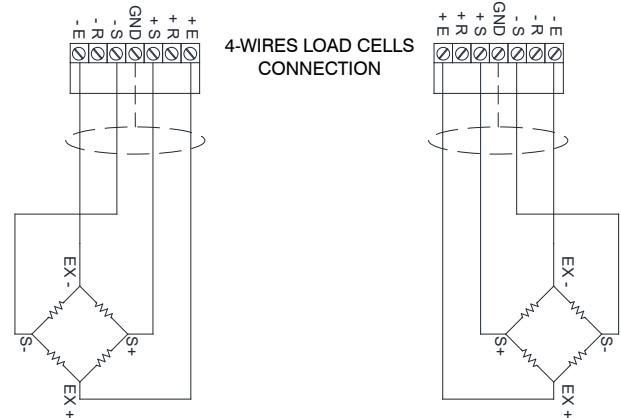 - E
- R
- S
GND
+ S
+ R
+ E
4-WIRES LOAD CELLS
CONNECTION
+ E
+ R
+ S
GND
- S
- R
- E
EX -
S-
S+
EX +
EX -
S+
S-
EX +